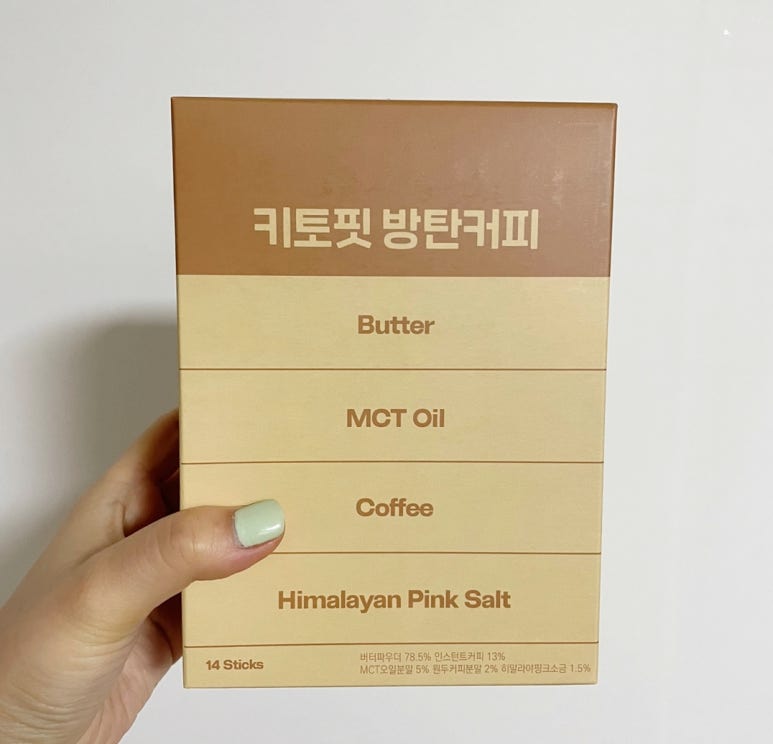 키토핏 방탄커피
Butter
MCT Oil
Coffee
Himalayan Pink Salt
14 Sticks
버터파우더 78.5% 인스턴트커피 13%
MCT오일분말 5% 원두커피분말 2% 히말라야핑크소금 1.5%